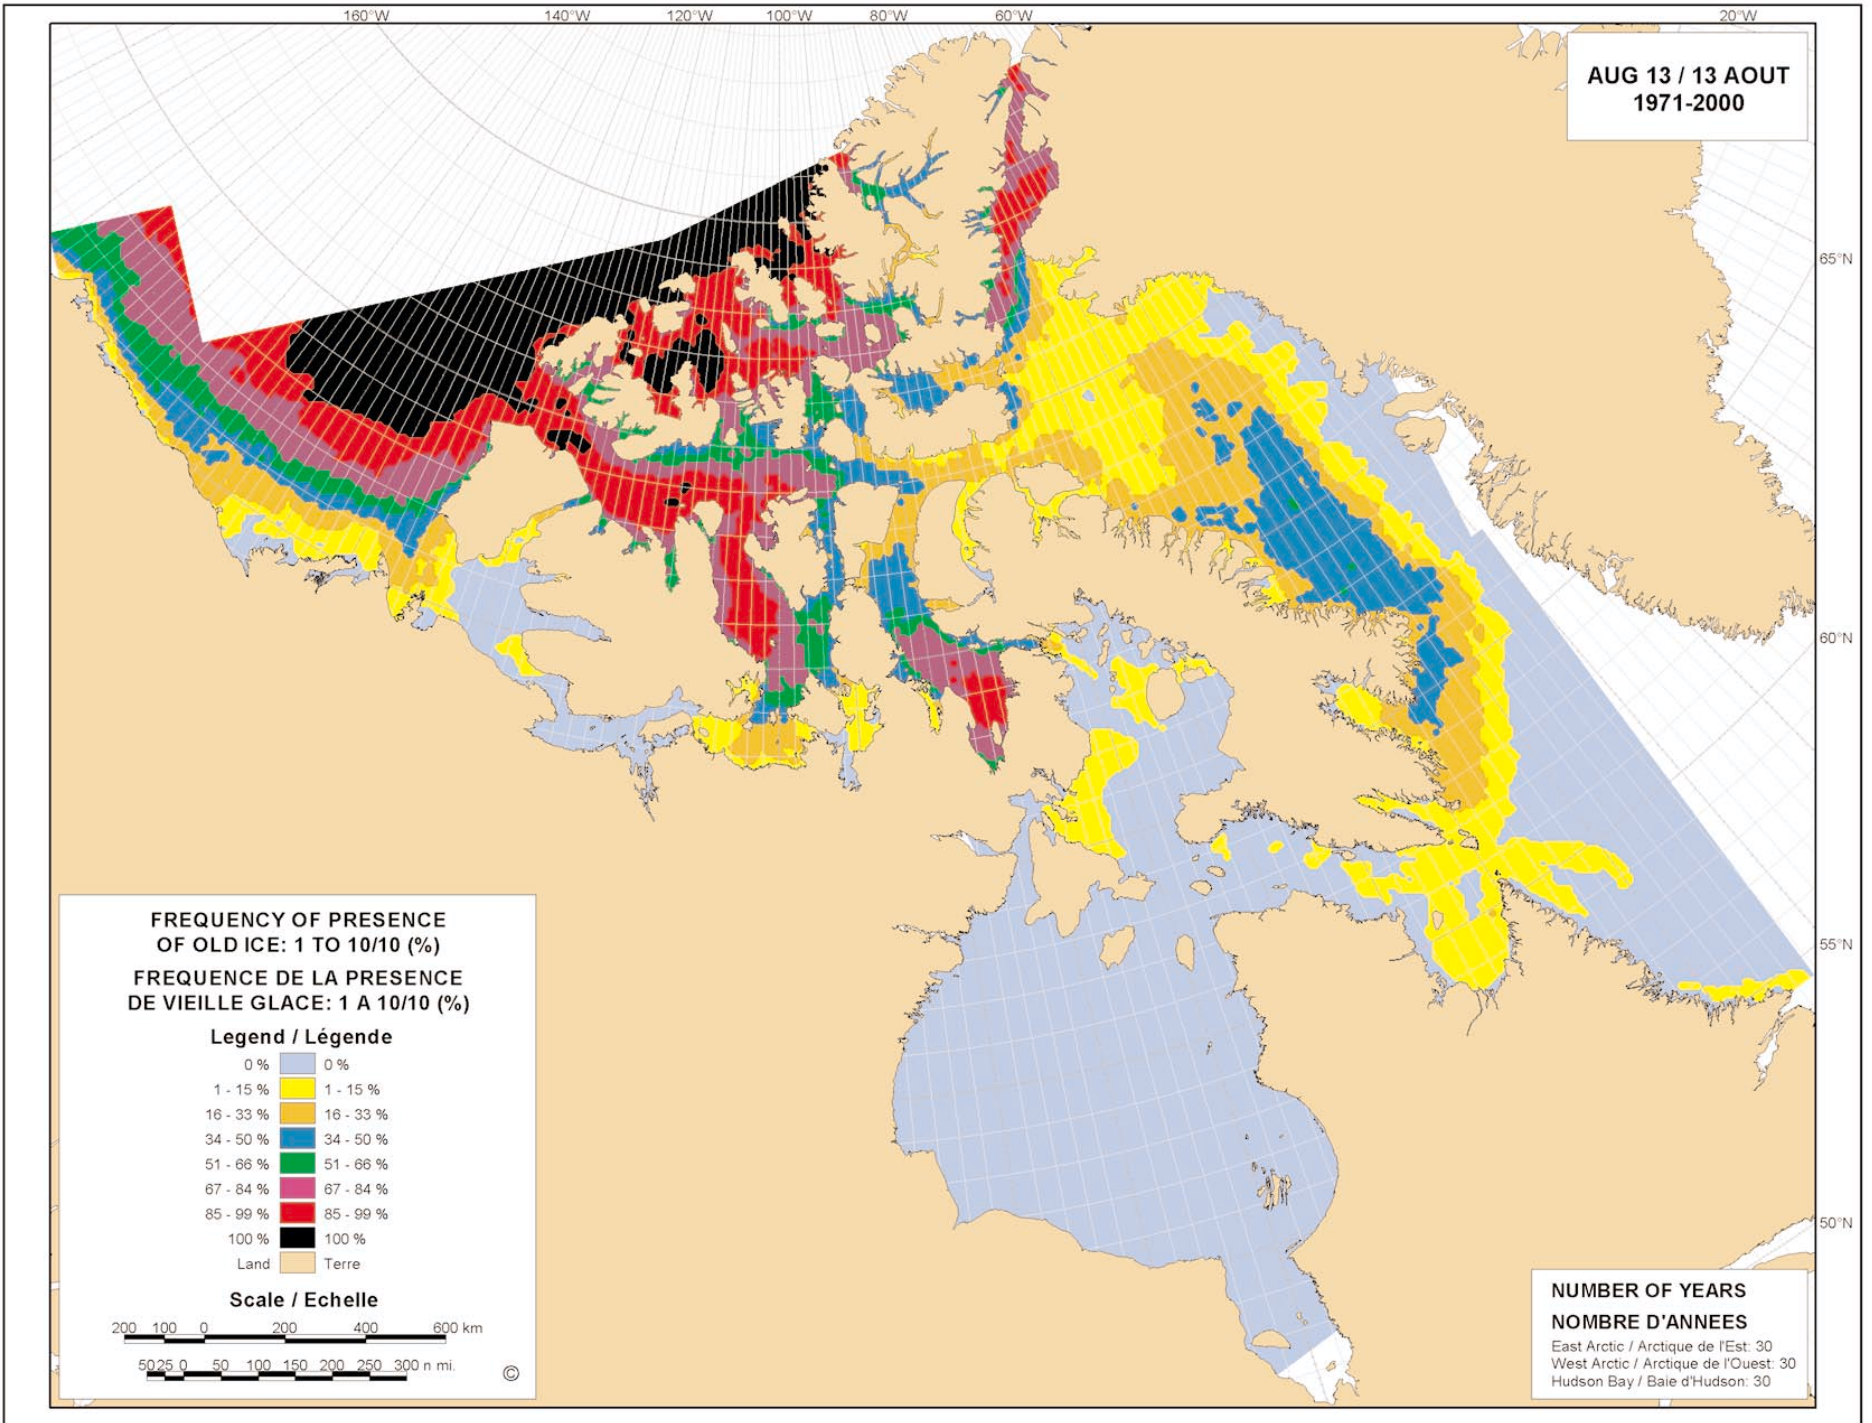 160°W 140°W 120°W 100°W 80°W 60°W 20°W
AUG 13 / 13 AOUT
1971-2000
65°N
60°N
55°N
50°N
FREQUENCY OF PRESENCE
OF OLD ICE: 1 TO 10/10 (%)
FREQUENCE DE LA PRESENCE
DE VIEILLE GLACE: 1 A 10/10 (%)
Legend / Légende
0 % 0 %
1 - 15 % 1 - 15 %
16 - 33 % 16 - 33 %
34 - 50 % 34 - 50 %
51 - 66 % 51 - 66 %
67 - 84 % 67 - 84 %
85 - 99 % 85 - 99 %
100 % 100 %
Land Terre
Scale / Echelle
200 100 0 200 400 600 km
50 25 0 50 100 150 200 250 300 n mi.
©
NUMBER OF YEARS
NOMBRE D'ANNEES
East Arctic / Arctique de l'Est: 30
West Arctic / Arctique de l'Ouest: 30
Hudson Bay / Baie d'Hudson: 30